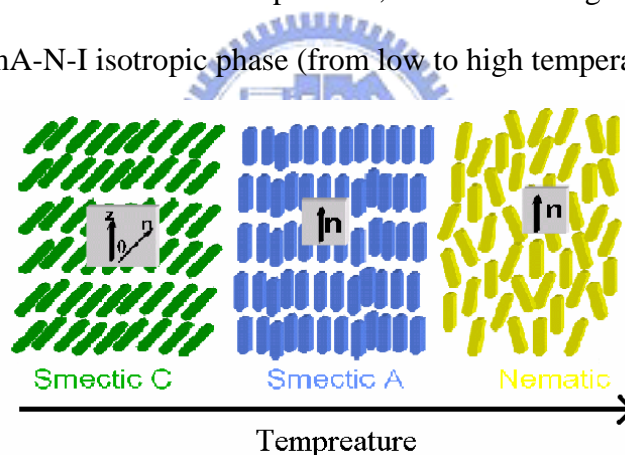 nA-N-I isotropic phase (from low to high tempera
z n θ n n
Smectic C Smectic A Nematic
Tempreature